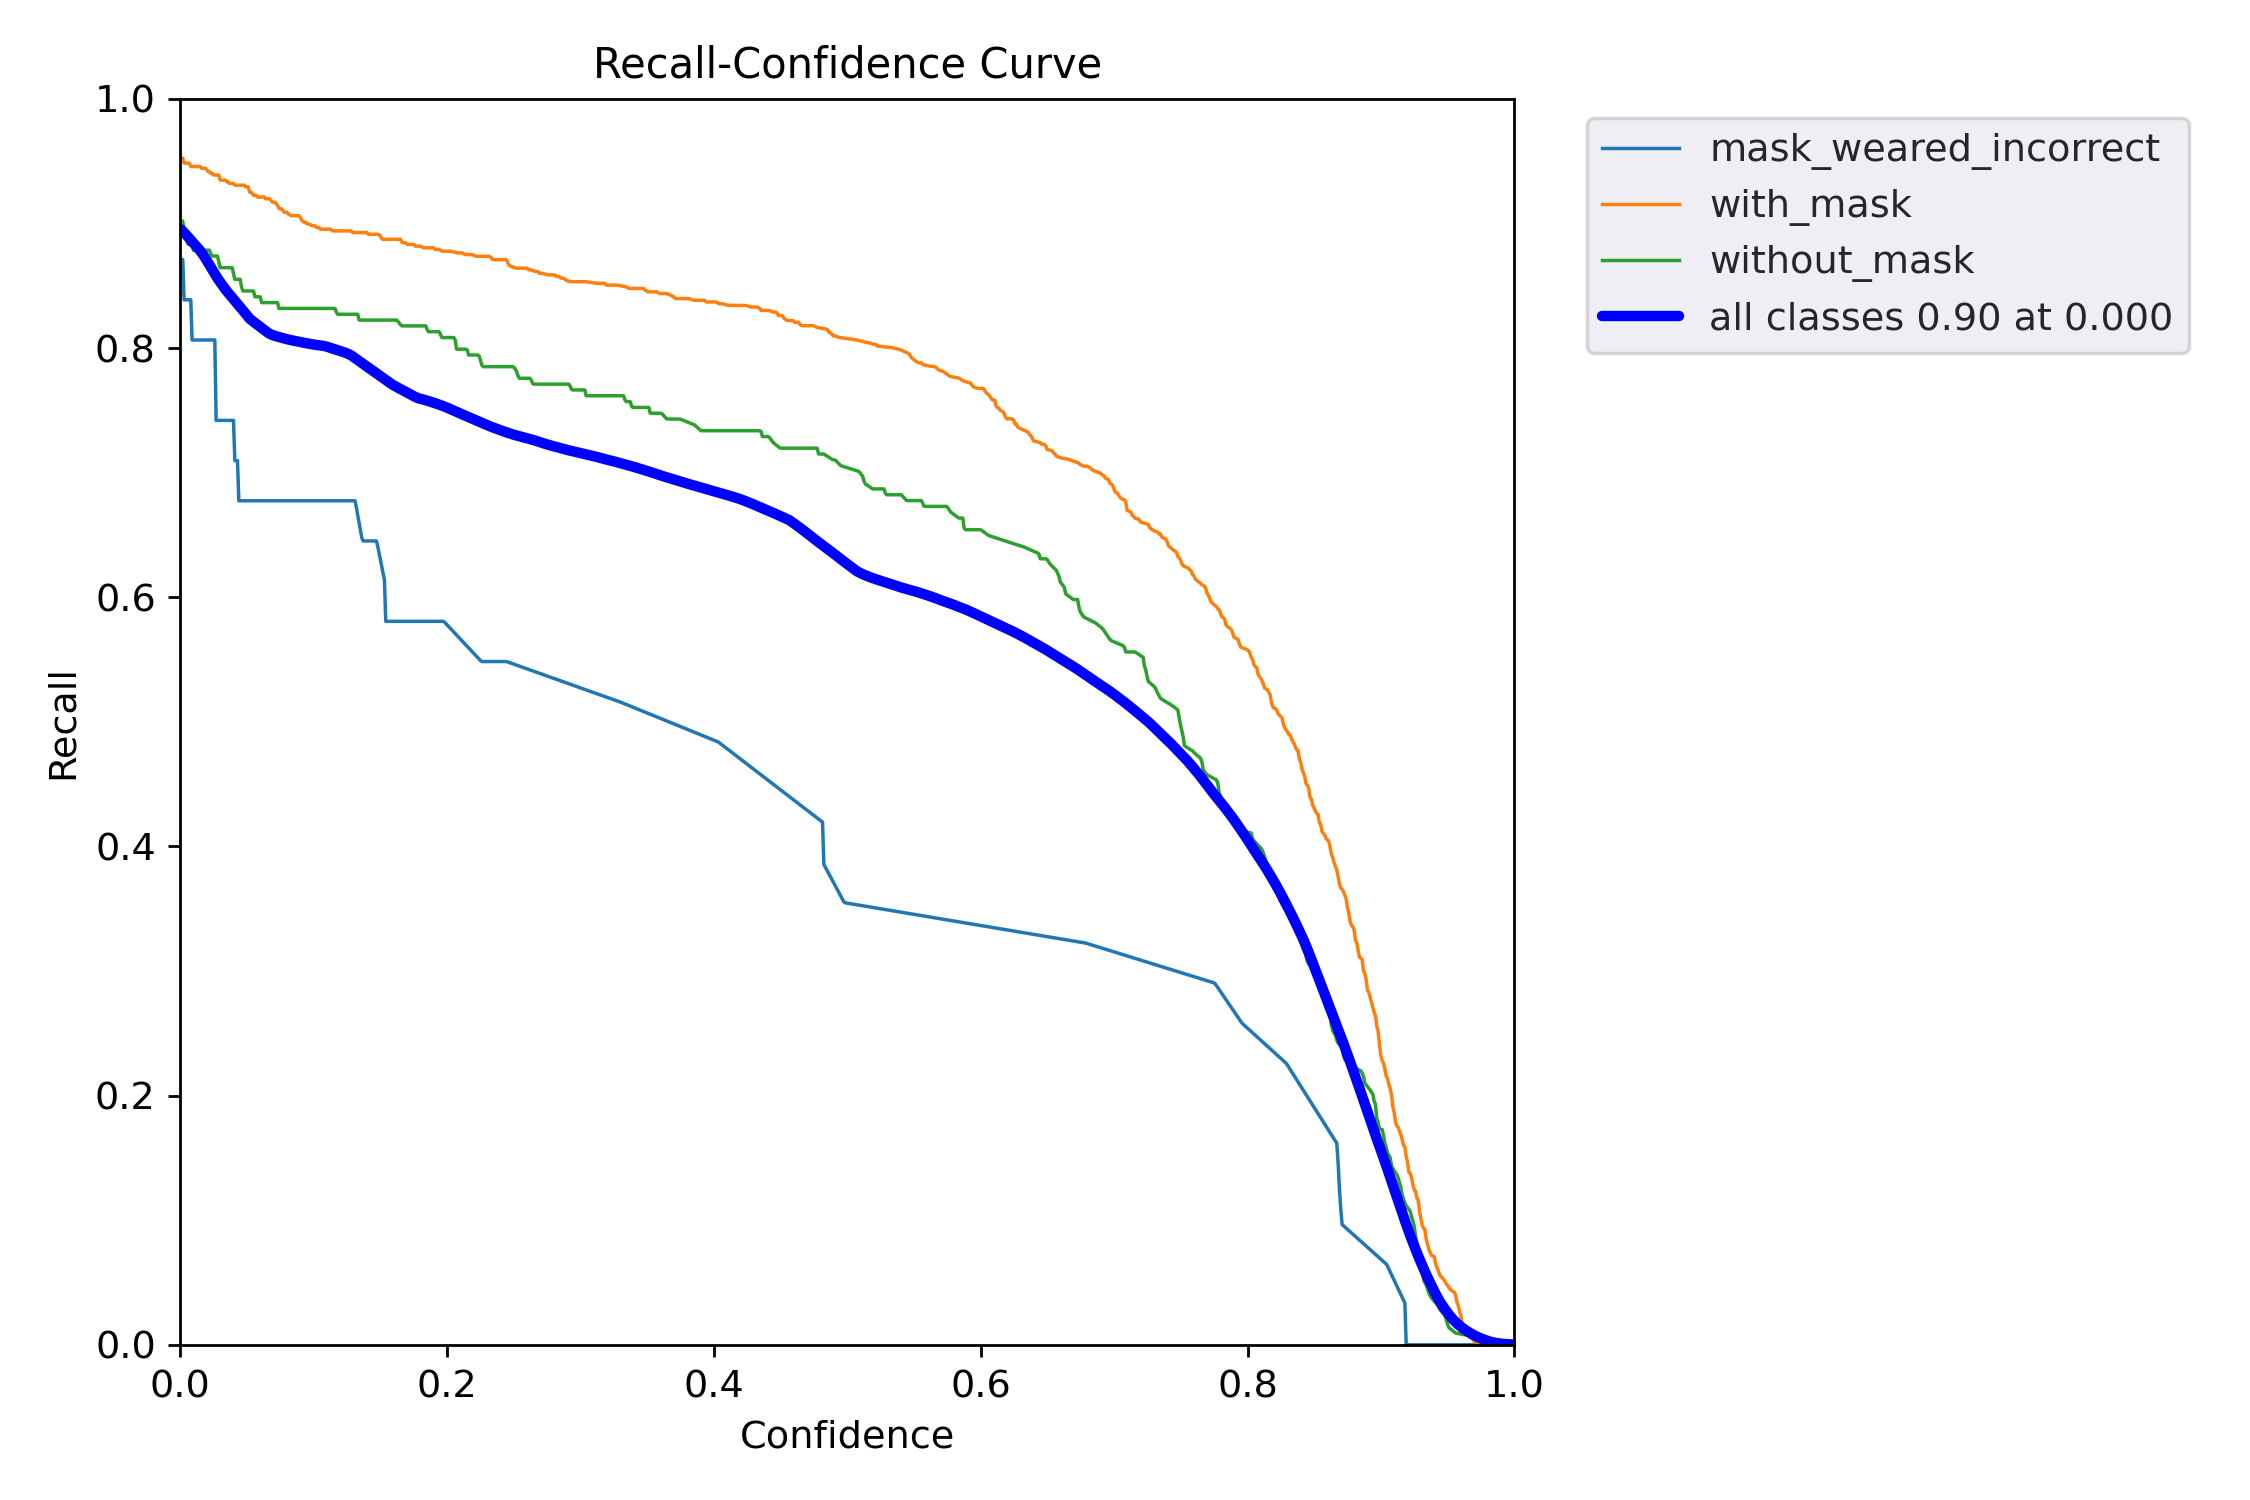 Recall-Confidence Curve
1.0
0.8
0.6
0.4
0.2
0.0
Recall
0.0 0.2 0.4 0.6 0.8 1.0
Confidence
mask_weared_incorrect
with_mask
without_mask
all classes 0.90 at 0.000